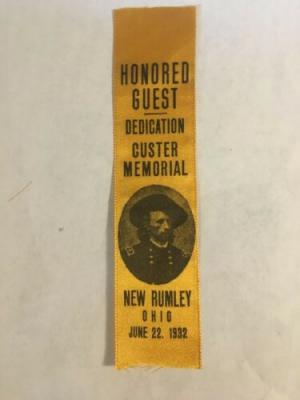 HONORED
GUEST
DEDICATION
CUSTER
MEMORIAL
NEW RUMLEY
OHIO
JUNE 22. 1932